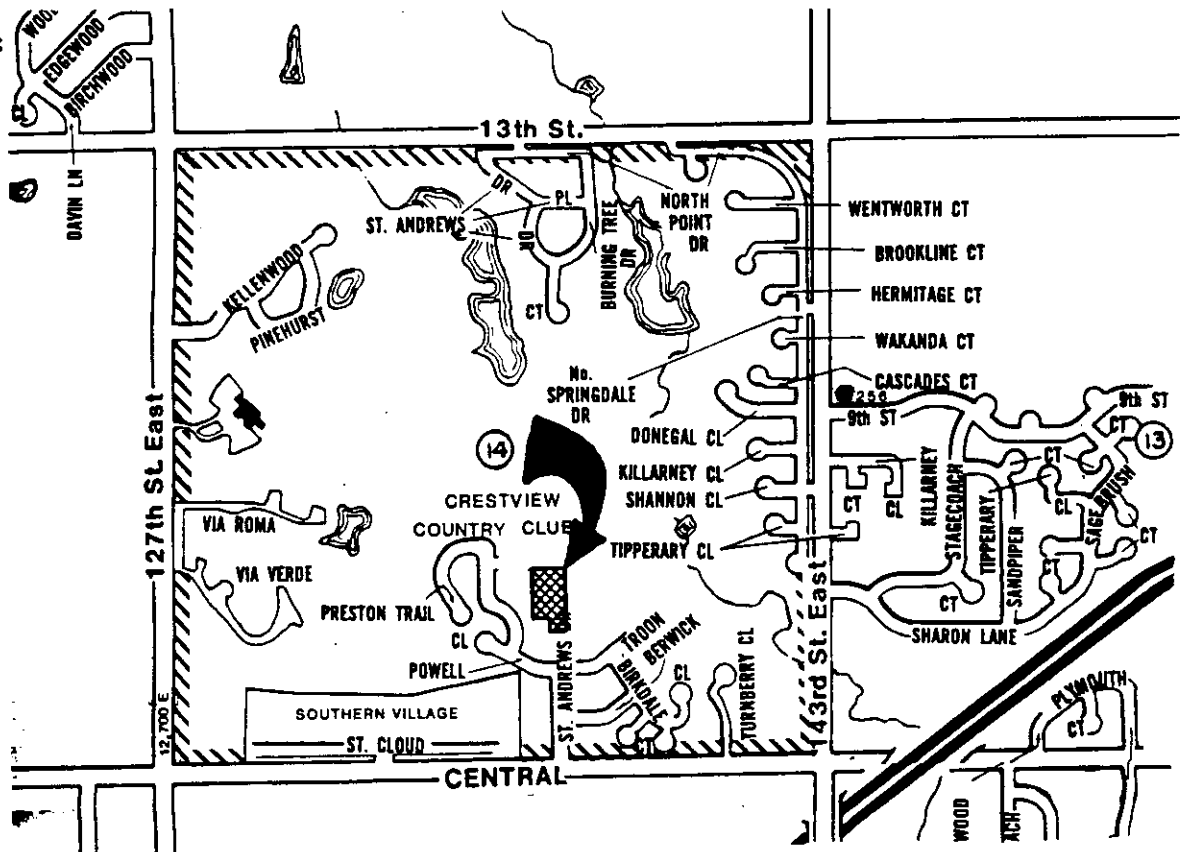 EDGEWOOD
BIRCHWOOD
DAVIN LN
13th St.
ST. ANDREWS
DR
PL
DR
CT
BURNING TREE
DR
NORTH
POINT
DR
WENTWORTH CT
BROOKLINE CT
HERMITAGE CT
WAKANDA CT
CASCADES CT
KELLENWOOD
PINEHURST
No.
SPRINGDALE
DR
DONEGAL CL
KILLARNEY CL
SHANNON CL
TIPPERARY CL
9th ST
9th ST
CT
13
14
CRESTVIEW
COUNTRY CLUB
127th St. East
VIA ROMA
VIA VERDE
PRESTON TRAIL
CL
POWELL
ST. ANDREWS DR
TROON
BERWICK
BIRKDALE
CL
CT
TURNBERRY CL
143rd St. East
CT
CL
KILLARNEY
STAGECOACH
TIPPERARY
SANDPIPER
CT
CL
SAGE BRUSH
CT
CT
CT
CT
SHARON LANE
PLYMOUTH
CT
SOUTHERN VILLAGE
ST. CLOUD
12,700 E
CENTRAL
WOOD
ACH